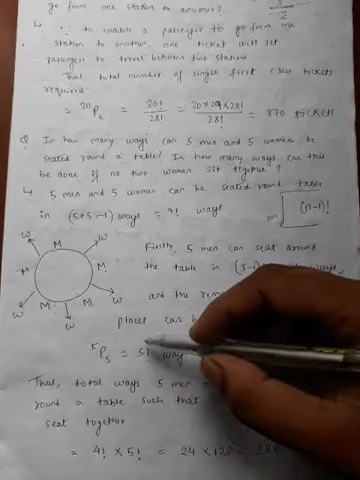 go from one station to another?
↳ ∵ to enable a passenger to go from one
station to another, one ticket will let
passenger to travel between two stations
Thus, total number of single first class tickets
required
= ³⁰P₂ = 30!/28! = 30×29×28!/28! = 870 tickets
Q In how many ways can 5 men and 5 women be
seated round a table? In how many ways can this
be done if no two women sit together?
↳ 5 men and 5 women can be seated round table
in (5+5-1) ways = 9! ways (n-1)!
Firstly, 5 men can seat around
the table in
and the
places can
⁵P₅ = 5! ways
Thus, total ways 5 men
round a table such that
seat together
= 4! × 5! = 24 × 120 =
W
W
M
M
M
M
M
W
W
W